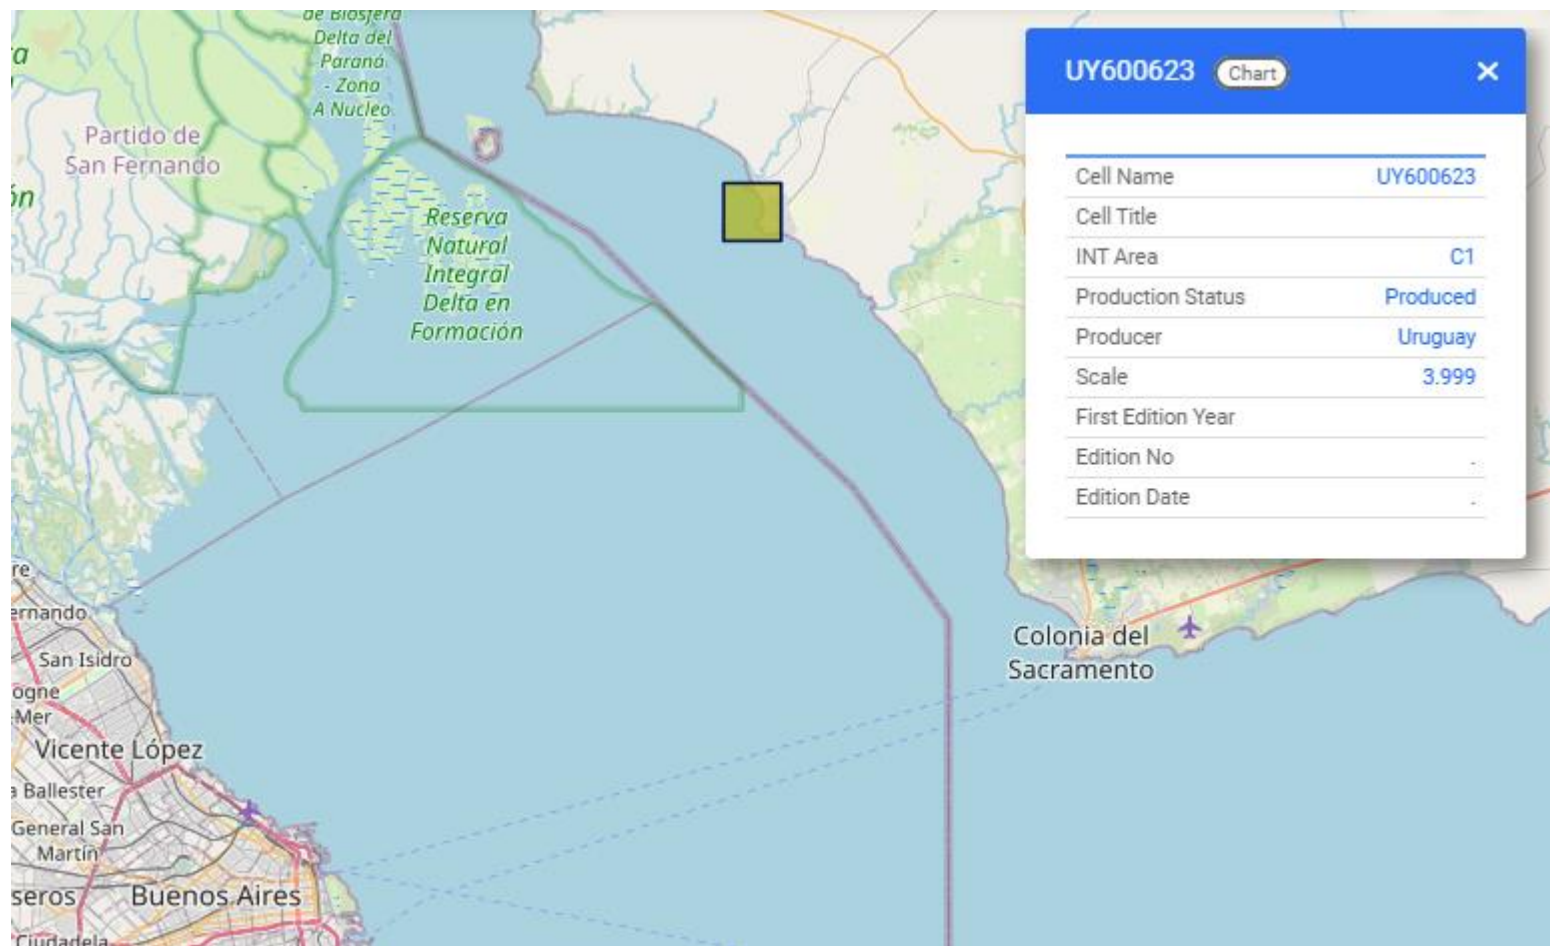 de Biosfera
Delta del
Paraná
- Zona
A Nucleo
a
Partido de
San Fernando
ón
Reserva
Natural
Integral
Delta en
Formación
UY600623 Chart ×
Cell Name UY600623
Cell Title
INT Area C1
Production Status Produced
Producer Uruguay
Scale 3.999
First Edition Year
Edition No .
Edition Date .
re
ernando
San Isidro
ogne
-Mer
Vicente López
a Ballester
General San
Martín
seros
Buenos Aires
Ciudadela
Colonia del
Sacramento